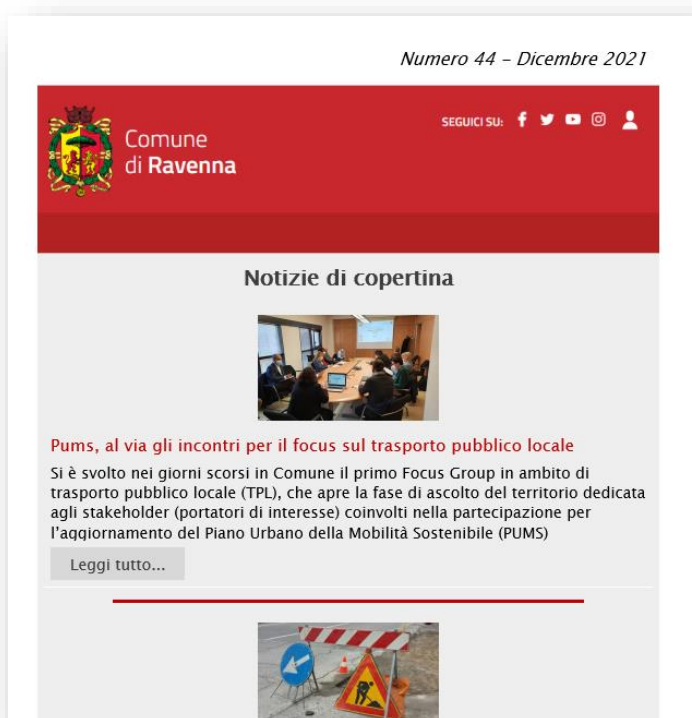 Numero 44 – Dicembre 2021
SEGUICI SU:
Comune
di Ravenna
Notizie di copertina
Pums, al via gli incontri per il focus sul trasporto pubblico locale
Si è svolto nei giorni scorsi in Comune il primo Focus Group in ambito di
trasporto pubblico locale (TPL), che apre la fase di ascolto del territorio dedicata
agli stakeholder (portatori di interesse) coinvolti nella partecipazione per
l’aggiornamento del Piano Urbano della Mobilità Sostenibile (PUMS)
Leggi tutto...